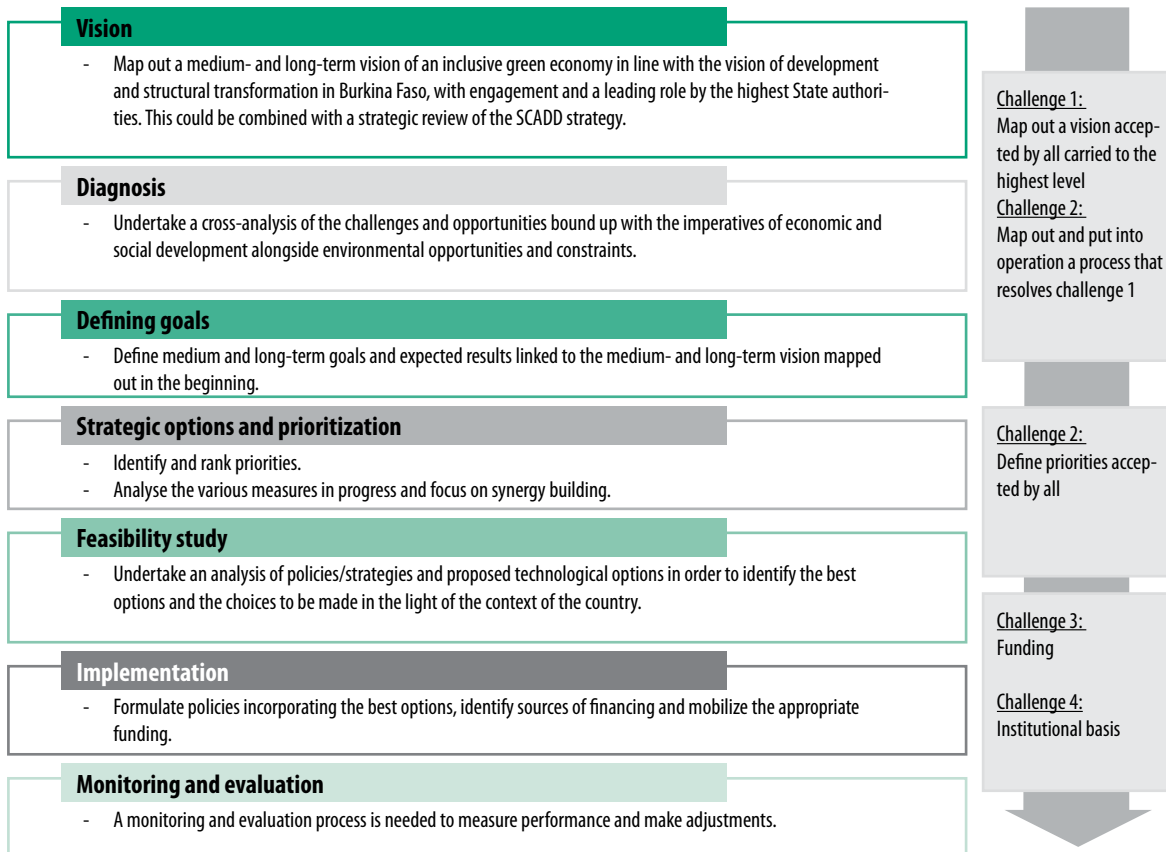 Vision
- Map out a medium- and long-term vision of an inclusive green economy in line with the vision of development
and structural transformation in Burkina Faso, with engagement and a leading role by the highest State authori-
ties. This could be combined with a strategic review of the SCADD strategy.
Diagnosis
- Undertake a cross-analysis of the challenges and opportunities bound up with the imperatives of economic and
social development alongside environmental opportunities and constraints.
Defining goals
- Define medium and long-term goals and expected results linked to the medium- and long-term vision mapped
out in the beginning.
Strategic options and prioritization
- Identify and rank priorities.
- Analyse the various measures in progress and focus on synergy building.
Feasibility study
- Undertake an analysis of policies/strategies and proposed technological options in order to identify the best
options and the choices to be made in the light of the context of the country.
Implementation
- Formulate policies incorporating the best options, identify sources of financing and mobilize the appropriate
funding.
Monitoring and evaluation
- A monitoring and evaluation process is needed to measure performance and make adjustments.
Challenge 1:
Map out a vision accep-
ted by all carried to the
highest level
Challenge 2:
Map out and put into
operation a process that
resolves challenge 1
Challenge 2:
Define priorities accep-
ted by all
Challenge 3:
Funding
Challenge 4:
Institutional basis